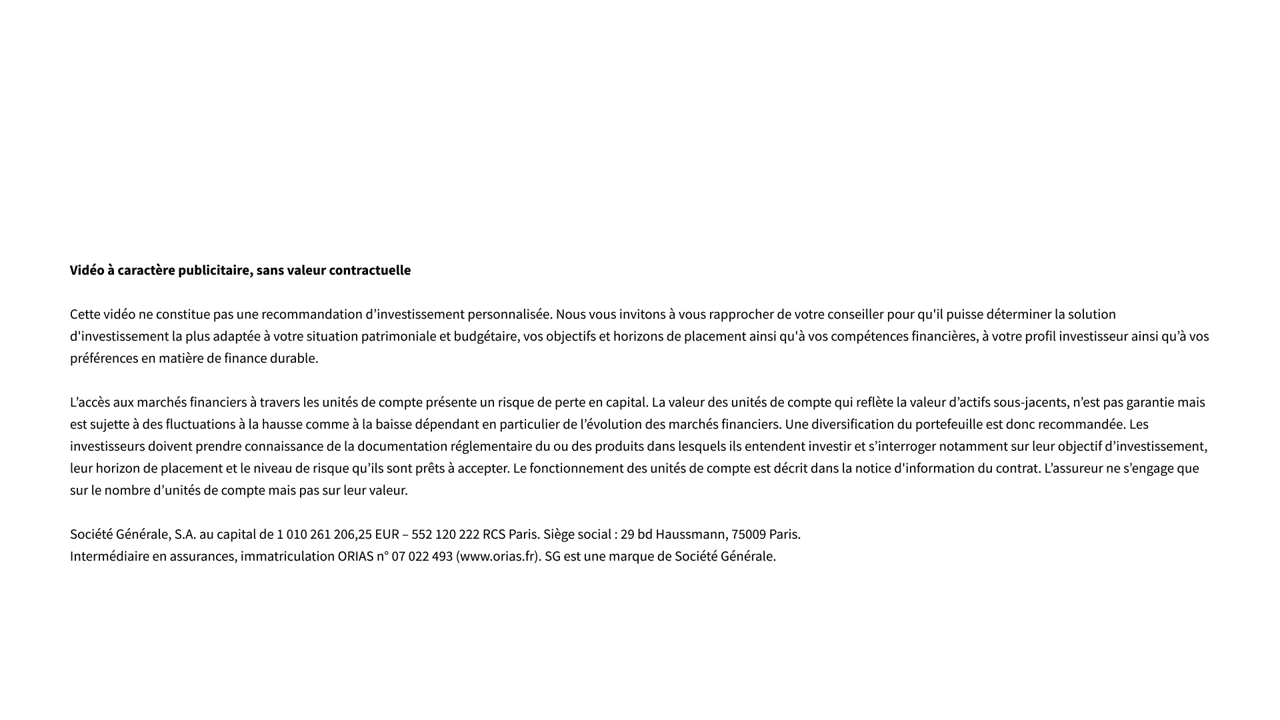 Vidéo à caractère publicitaire, sans valeur contractuelle
Cette vidéo ne constitue pas une recommandation d’investissement personnalisée. Nous vous invitons à vous rapprocher de votre conseiller pour qu'il puisse déterminer la solution
d'investissement la plus adaptée à votre situation patrimoniale et budgétaire, vos objectifs et horizons de placement ainsi qu'à vos compétences financières, à votre profil investisseur ainsi qu’à vos
préférences en matière de finance durable.
L’accès aux marchés financiers à travers les unités de compte présente un risque de perte en capital. La valeur des unités de compte qui reflète la valeur d’actifs sous-jacents, n’est pas garantie mais
est sujette à des fluctuations à la hausse comme à la baisse dépendant en particulier de l’évolution des marchés financiers. Une diversification du portefeuille est donc recommandée. Les
investisseurs doivent prendre connaissance de la documentation réglementaire du ou des produits dans lesquels ils entendent investir et s’interroger notamment sur leur objectif d’investissement,
leur horizon de placement et le niveau de risque qu’ils sont prêts à accepter. Le fonctionnement des unités de compte est décrit dans la notice d'information du contrat. L’assureur ne s’engage que
sur le nombre d’unités de compte mais pas sur leur valeur.
Société Générale, S.A. au capital de 1 010 261 206,25 EUR – 552 120 222 RCS Paris. Siège social : 29 bd Haussmann, 75009 Paris.
Intermédiaire en assurances, immatriculation ORIAS n° 07 022 493 (www.orias.fr). SG est une marque de Société Générale.